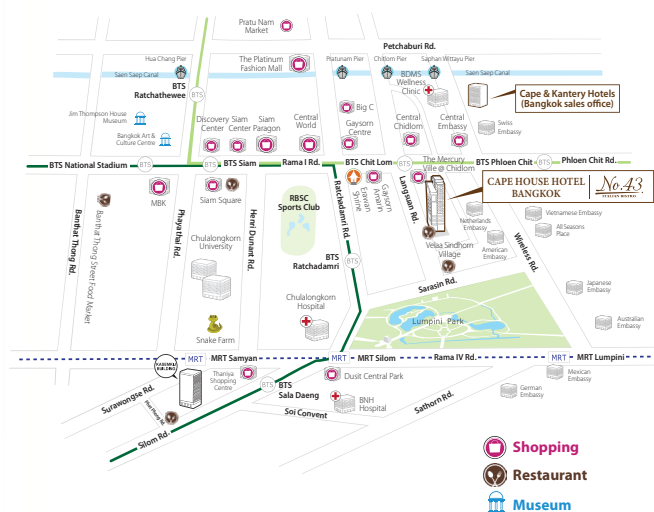 Pratu Nam
Market
Petchaburi Rd.
Hua Chang Pier
The Platinum
Fashion Mall
Pratunam Pier
Chitlom Pier
Saphan Wittayu Pier
Saen Saep Canal
BDMS
Wellness
Clinic
Saen Saep Canal
BTS
Ratchathewee
BTS
Cape & Kantery Hotels
(Bangkok sales office)
Jim Thompson House
Museum
Big C
Discovery
Center
Siam
Center
Siam
Paragon
Central
World
Gaysorn
Centre
Central
Chidlom
Central
Embassy
Swiss
Embassy
Bangkok Art &
Culture Centre
BTS National Stadium
BTS
BTS
BTS Siam
Rama I Rd.
BTS Chit Lom
BTS
The Mercury
Ville @ Chidlom
BTS Phloen Chit
BTS
Phloen Chit Rd.
MBK
Siam Square
RBSC
Sports Club
Erawan
Shrine
Gaysorn
Amarin
CAPE HOUSE HOTEL
BANGKOK
No.43
ITALIAN BISTRO
Banthat Thong Rd.
Banthat Thong Street Food Market
Phayathai Rd.
Henri Dunant Rd.
Ratchadamri Rd.
Langsuan Rd.
Wireless Rd.
Netherlands
Embassy
Vietnamese Embassy
All Seasons
Place
American
Embassy
Chulalongkorn
University
Velaa Sindhorn
Village
BTS
Ratchadamri
BTS
Sarasin Rd.
Japanese
Embassy
Chulalongkorn
Hospital
Lumpini Park
Australian
Embassy
Snake Farm
MRT
MRT Samyan
MRT
MRT Silom
Rama IV Rd.
MRT
MRT Lumpini
KASEMKIJ
BUILDING
Thaniya
Shopping
Centre
Dusit Central Park
Mexican
Embassy
BTS
BTS
Sala Daeng
German
Embassy
Surawongse Rd.
BNH
Hospital
Soi Convent
Sathorn Rd.
Silom Rd.
Shopping
Restaurant
Museum